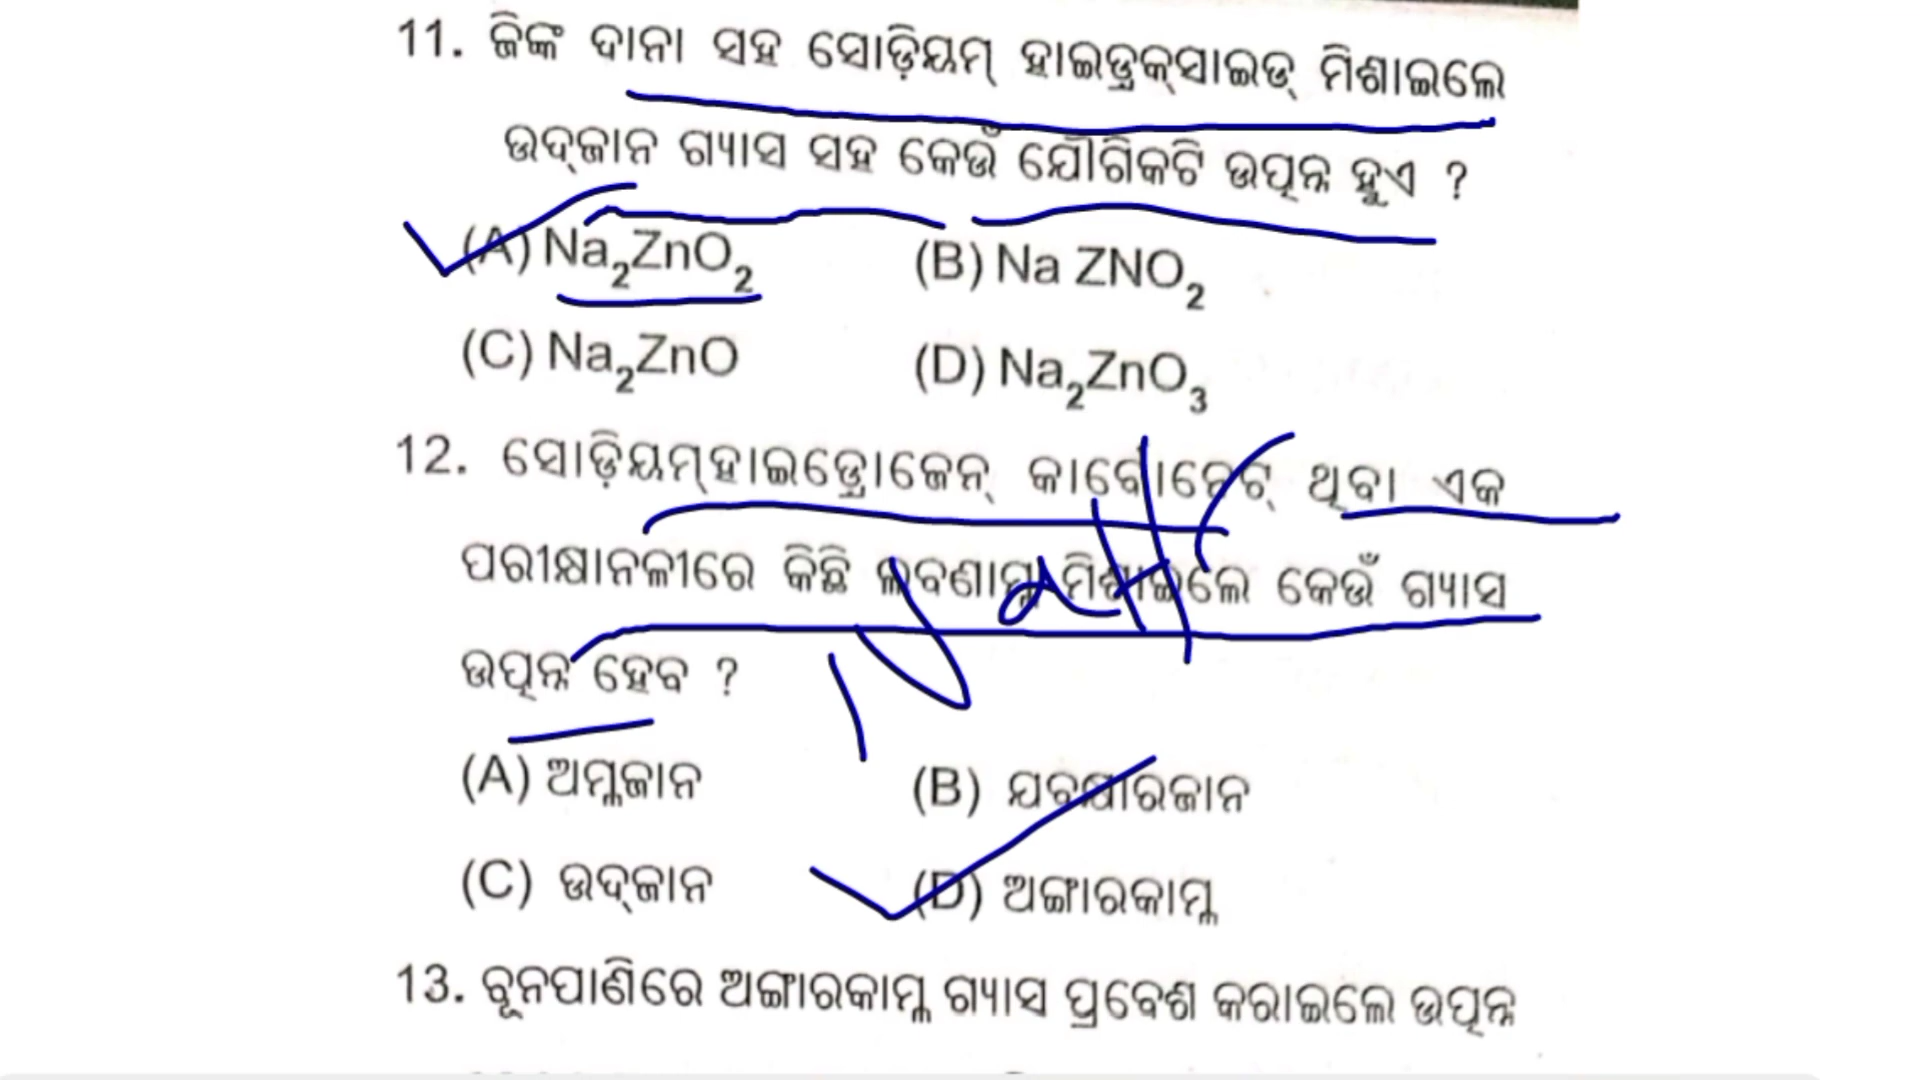 11. ଜିଙ୍କ ଦାନା ସହ ସୋଡ଼ିୟମ୍ ହାଇଡ୍ରକ୍‌ସାଇଡ୍ ମିଶାଇଲେ
ଉଦ୍‌ଜାନ ଗ୍ୟାସ ସହ କେଉଁ ଯୌଗିକଟି ଉତ୍ପନ୍ନ ହୁଏ ?
(A) Na₂ZnO₂ (B) Na ZNO₂
(C) Na₂ZnO (D) Na₂ZnO₃
12. ସୋଡ଼ିୟମ୍‌ହାଇଡ୍ରୋଜେନ୍ କାର୍ବୋନେଟ୍ ଥିବା ଏକ
ପରୀକ୍ଷାନଳୀରେ କିଛି ଲବଣାମ୍ଳ ମିଶାଇଲେ କେଉଁ ଗ୍ୟାସ
ଉତ୍ପନ୍ନ ହେବ ?
NaHC
(A) ଅମ୍ଳଜାନ (B) ଯବକ୍ଷାରଜାନ
(C) ଉଦ୍‌ଜାନ (D) ଅଙ୍ଗାରକାମ୍ଳ
13. ଚୂନପାଣିରେ ଅଙ୍ଗାରକାମ୍ଳ ଗ୍ୟାସ ପ୍ରବେଶ କରାଇଲେ ଉତ୍ପନ୍ନ